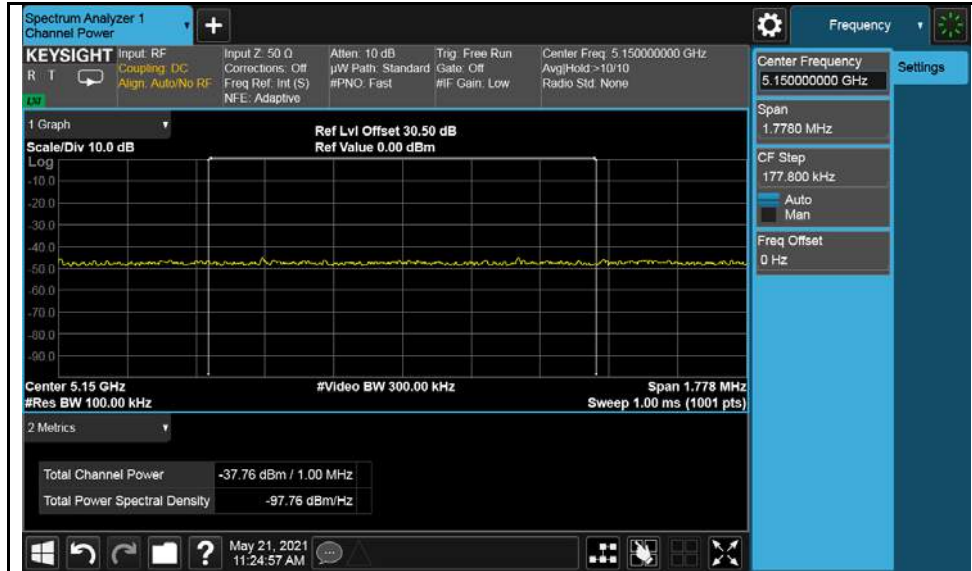 Spectrum Analyzer 1
Channel Power
+
Frequency
KEYSIGHT
R T
LXI
Input: RF
Coupling: DC
Align: Auto/No RF
Input Z: 50 Ω
Corrections: Off
Freq Ref: Int (S)
NFE: Adaptive
Atten: 10 dB
µW Path: Standard
#PNO: Fast
Trig: Free Run
Gate: Off
#IF Gain: Low
Center Freq: 5.150000000 GHz
Avg|Hold:>10/10
Radio Std: None
Center Frequency
5.150000000 GHz
Settings
Span
1.7780 MHz
CF Step
177.800 kHz
Auto
Man
Freq Offset
0 Hz
1 Graph
Scale/Div 10.0 dB
Ref Lvl Offset 30.50 dB
Ref Value 0.00 dBm
Log
-10.0
-20.0
-30.0
-40.0
-50.0
-60.0
-70.0
-80.0
-90.0
Center 5.15 GHz
#Res BW 100.00 kHz
#Video BW 300.00 kHz
Span 1.778 MHz
Sweep 1.00 ms (1001 pts)
2 Metrics
Total Channel Power -37.76 dBm / 1.00 MHz
Total Power Spectral Density -97.76 dBm/Hz
?
May 21, 2021
11:24:57 AM